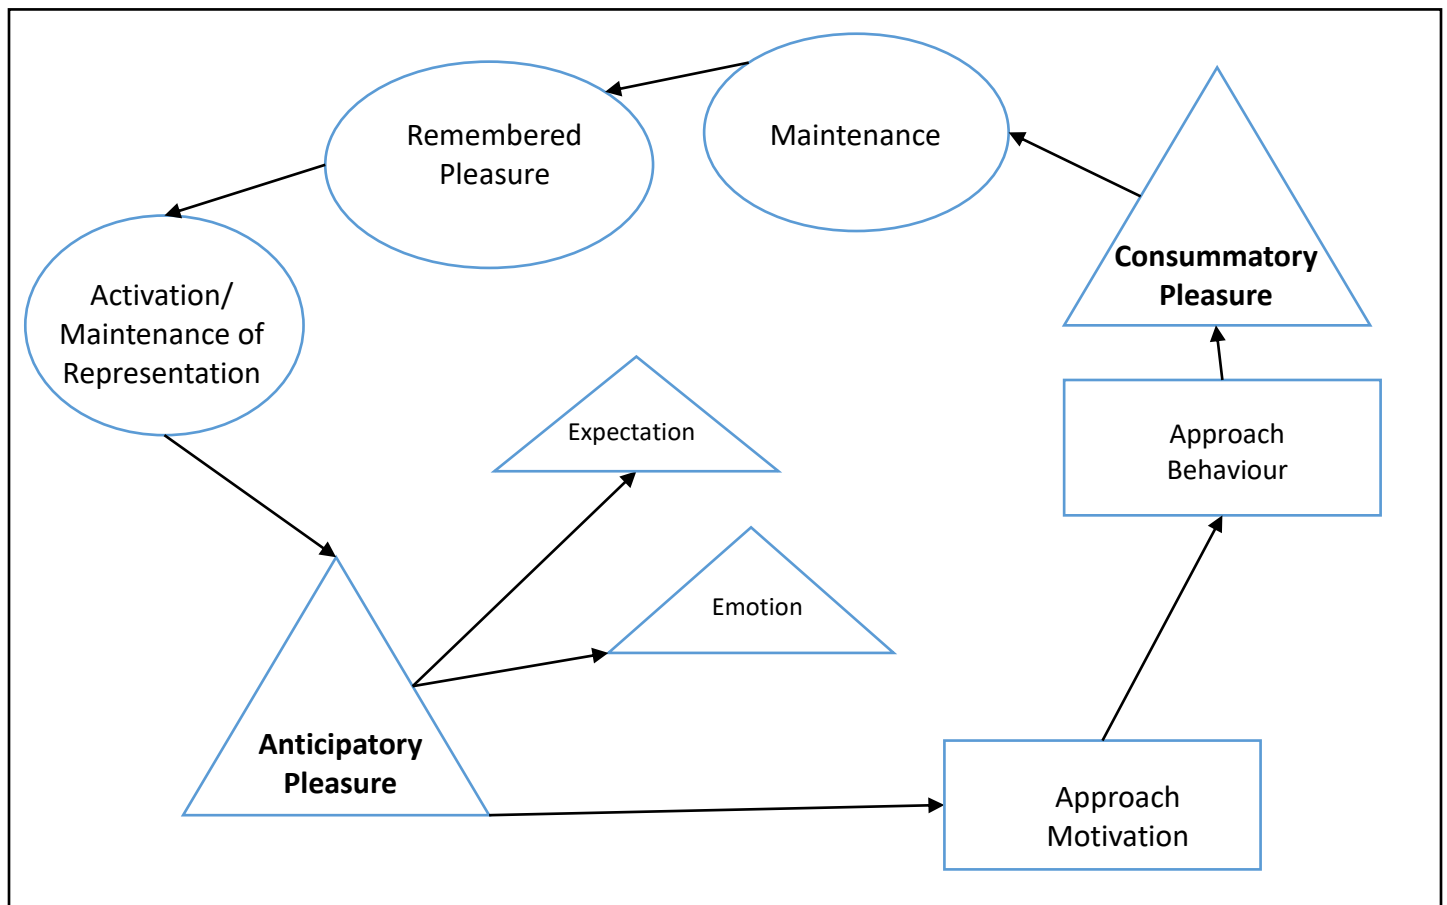 Remembered
Pleasure
Maintenance
Consummatory
Pleasure
Activation/
Maintenance of
Representation
Expectation
Approach
Behaviour
Emotion
Anticipatory
Pleasure
Approach
Motivation